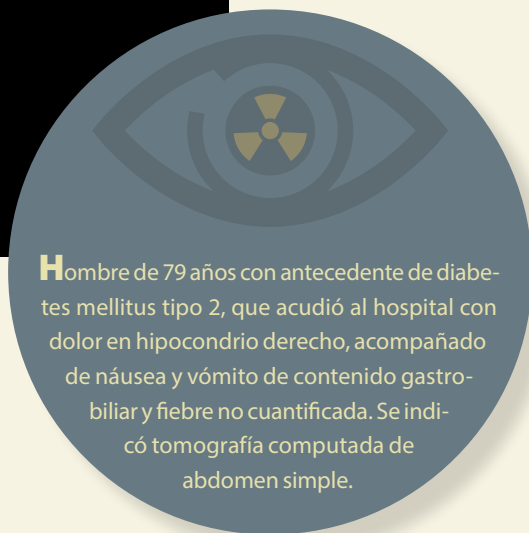 Hombre de 79 años con antecedente de diabe-
tes mellitus tipo 2, que acudió al hospital con
dolor en hipocondrio derecho, acompañado
de náusea y vómito de contenido gastro-
biliar y fiebre no cuantificada. Se indi-
có tomografía computada de
abdomen simple.